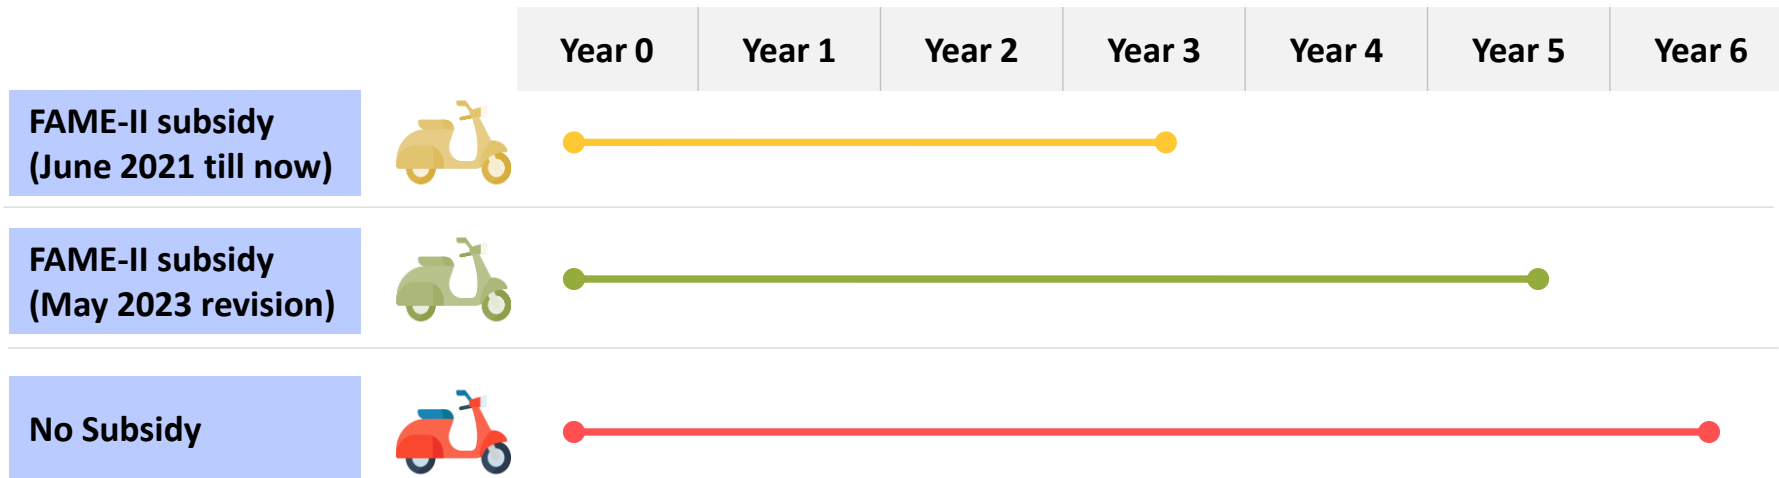 Year 0 Year 1 Year 2 Year 3 Year 4 Year 5 Year 6
FAME-II subsidy
(June 2021 till now)
FAME-II subsidy
(May 2023 revision)
No Subsidy